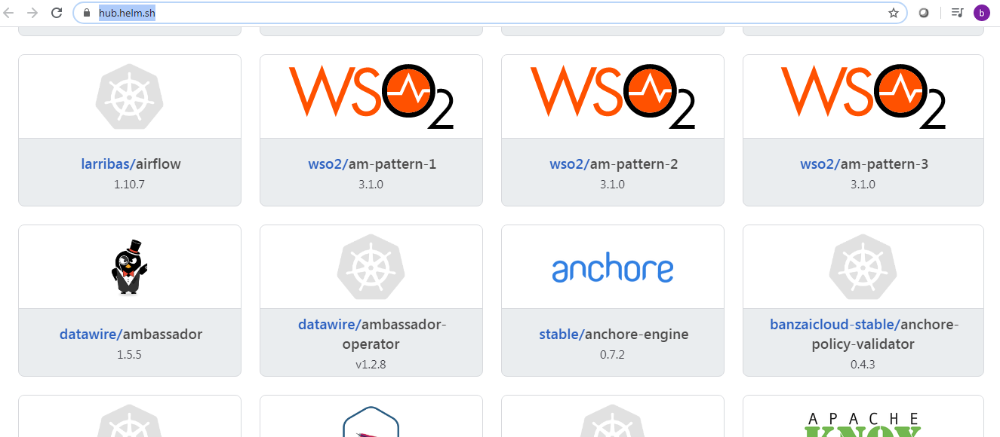 hub.helm.sh
b
WSO2
WSO2
WSO2
larribas/airflow
1.10.7
wso2/am-pattern-1
3.1.0
wso2/am-pattern-2
3.1.0
wso2/am-pattern-3
3.1.0
anchore
datawire/ambassador
1.5.5
datawire/ambassador-
operator
v1.2.8
stable/anchore-engine
0.7.2
banzaicloud-stable/anchore-
policy-validator
0.4.3
APACHE
KNOX